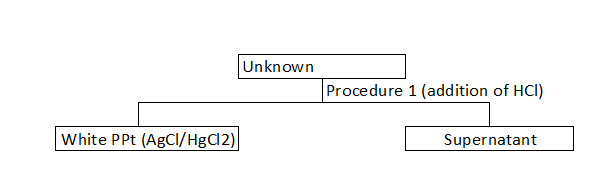 Unknown
Procedure 1 (addition of HCl)
White PPt (AgCl/HgCl2)
Supernatant